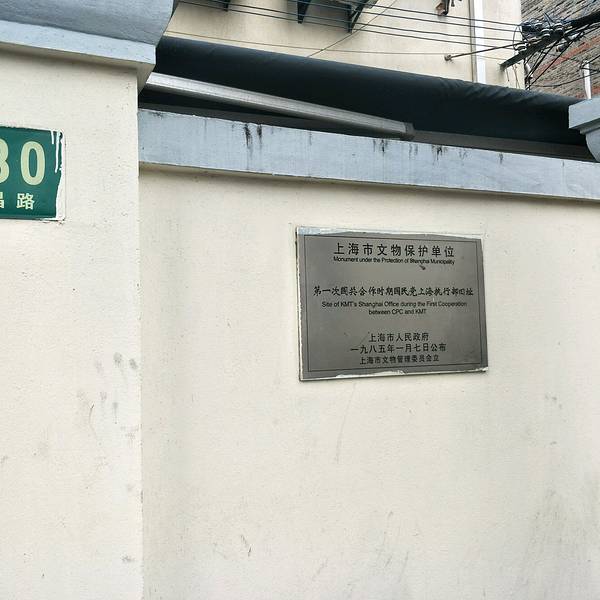 80
昌路
上海市文物保护单位
Monument under the Protection of Shanghai Municipality
第一次国共合作时期国民党上海执行部旧址
Site of KMT's Shanghai Office during the First Cooperation
between CPC and KMT
上海市人民政府
一九八五年一月七日公布
上海市文物管理委员会立